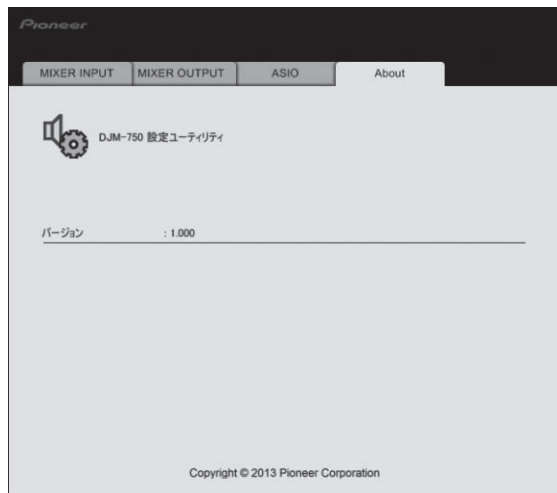 Pioneer
MIXER INPUT MIXER OUTPUT ASIO About
DJM-750 設定ユーティリティ
バージョン : 1.000
Copyright © 2013 Pioneer Corporation